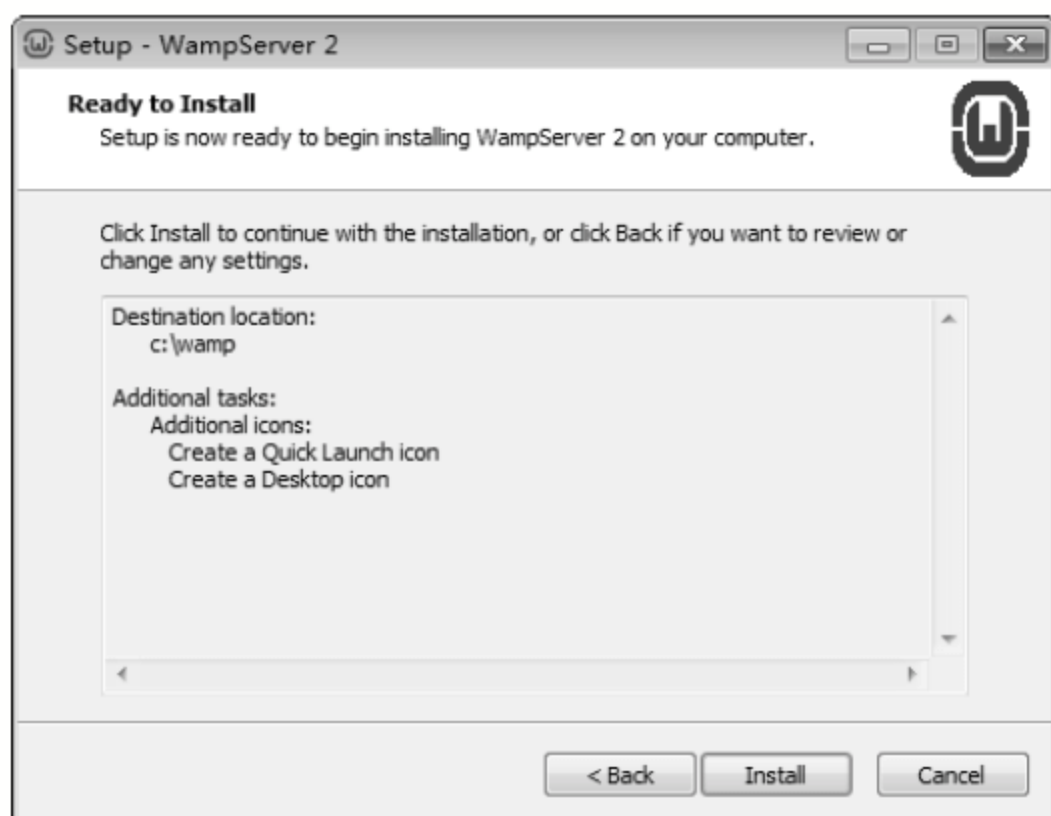 Setup - WampServer 2
Ready to Install
Setup is now ready to begin installing WampServer 2 on your computer.
Click Install to continue with the installation, or click Back if you want to review or
change any settings.
Destination location:
c:\wamp
Additional tasks:
Additional icons:
Create a Quick Launch icon
Create a Desktop icon
< Back
Install
Cancel